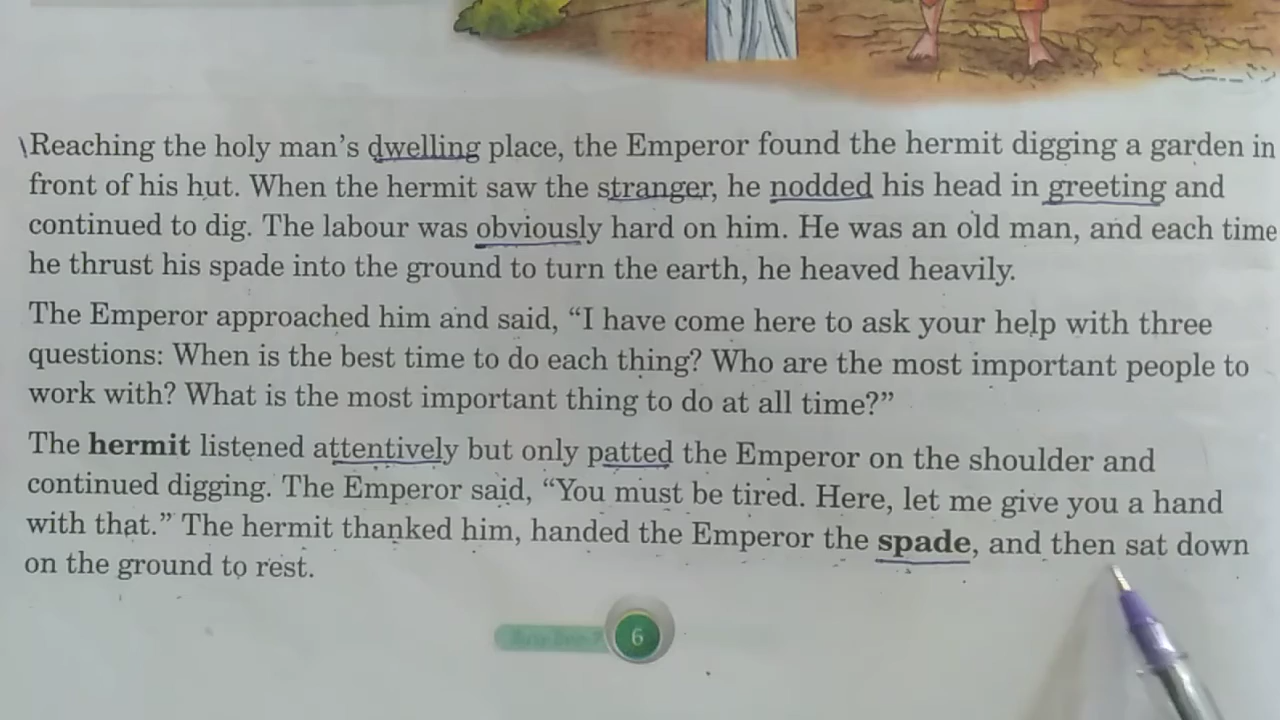 Reaching the holy man's dwelling place, the Emperor found the hermit digging a garden in
front of his hut. When the hermit saw the stranger, he nodded his head in greeting and
continued to dig. The labour was obviously hard on him. He was an old man, and each time
he thrust his spade into the ground to turn the earth, he heaved heavily.
The Emperor approached him and said, “I have come here to ask your help with three
questions: When is the best time to do each thing? Who are the most important people to
work with? What is the most important thing to do at all time?”
The hermit listened attentively but only patted the Emperor on the shoulder and
continued digging. The Emperor said, “You must be tired. Here, let me give you a hand
with that.” The hermit thanked him, handed the Emperor the spade, and then sat down
on the ground to rest.
6